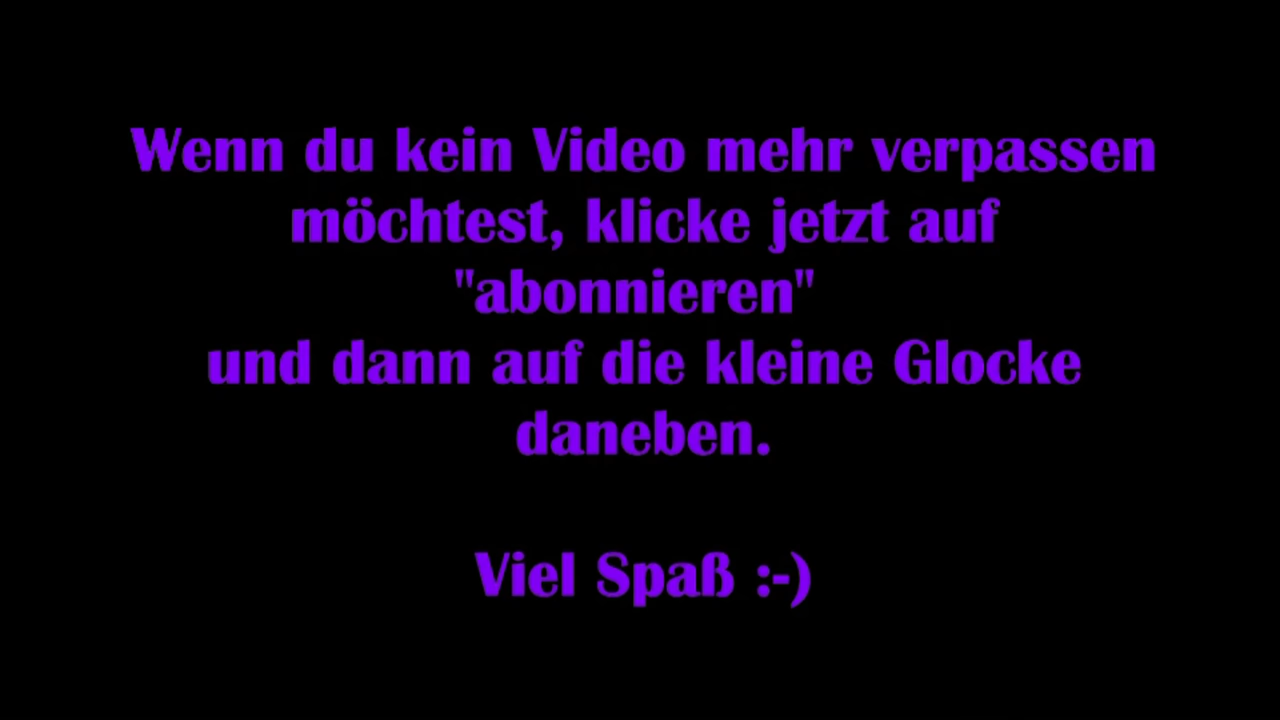 Wenn du kein Video mehr verpassen
möchtest, klicke jetzt auf
"abonnieren"
und dann auf die kleine Glocke
daneben.
Viel Spaß :-)